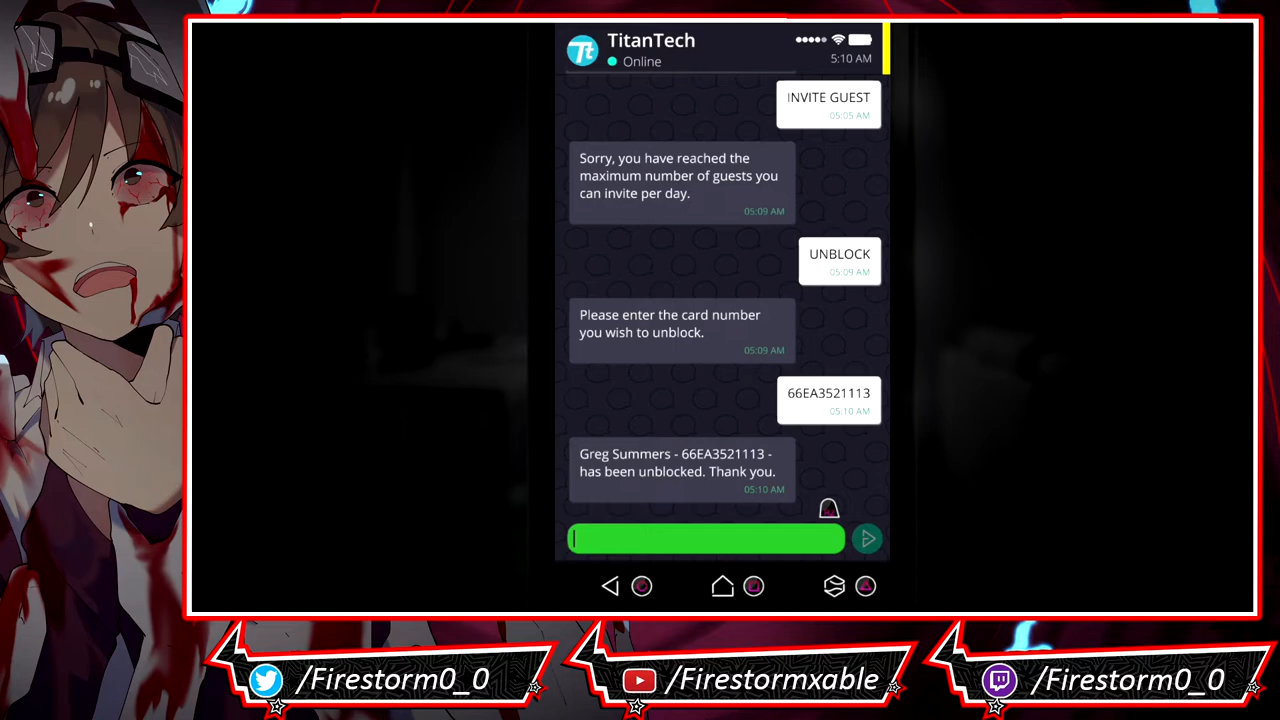 Tt
TitanTech
Online
5:10 AM
INVITE GUEST
05:05 AM
Sorry, you have reached the
maximum number of guests you
can invite per day.
05:09 AM
UNBLOCK
05:09 AM
Please enter the card number
you wish to unblock.
05:09 AM
66EA3521113
05:10 AM
Greg Summers - 66EA3521113 -
has been unblocked. Thank you.
05:10 AM
/Firestorm0_0
/Firestormxable
/Firestorm0_0